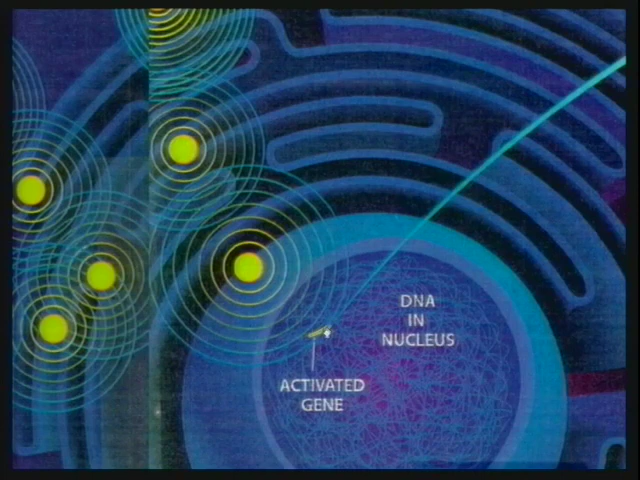 DNA
IN
NUCLEUS
ACTIVATED
GENE